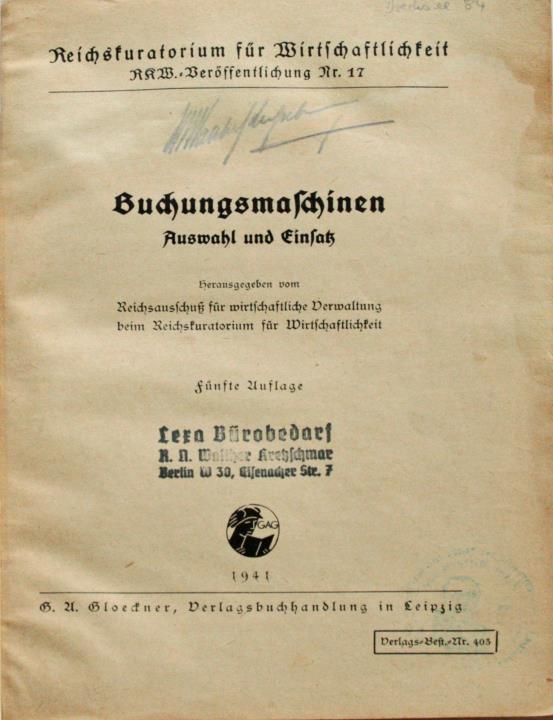 Reichskuratorium für Wirtschaftlichkeit
RKW.-Veröffentlichung Nr. 17
Buchungsmaschinen
Auswahl und Einsatz
Herausgegeben vom
Reichsausschuß für wirtschaftliche Verwaltung
beim Reichskuratorium für Wirtschaftlichkeit
Fünfte Auflage
Lexa Bürobedarf
Kretzschmar
Berlin W 30, Eisenacher Str. 7
GAG
1941
G. A. Gloeckner, Verlagsbuchhandlung in Leipzig
Verlags-Best.-Nr. 403